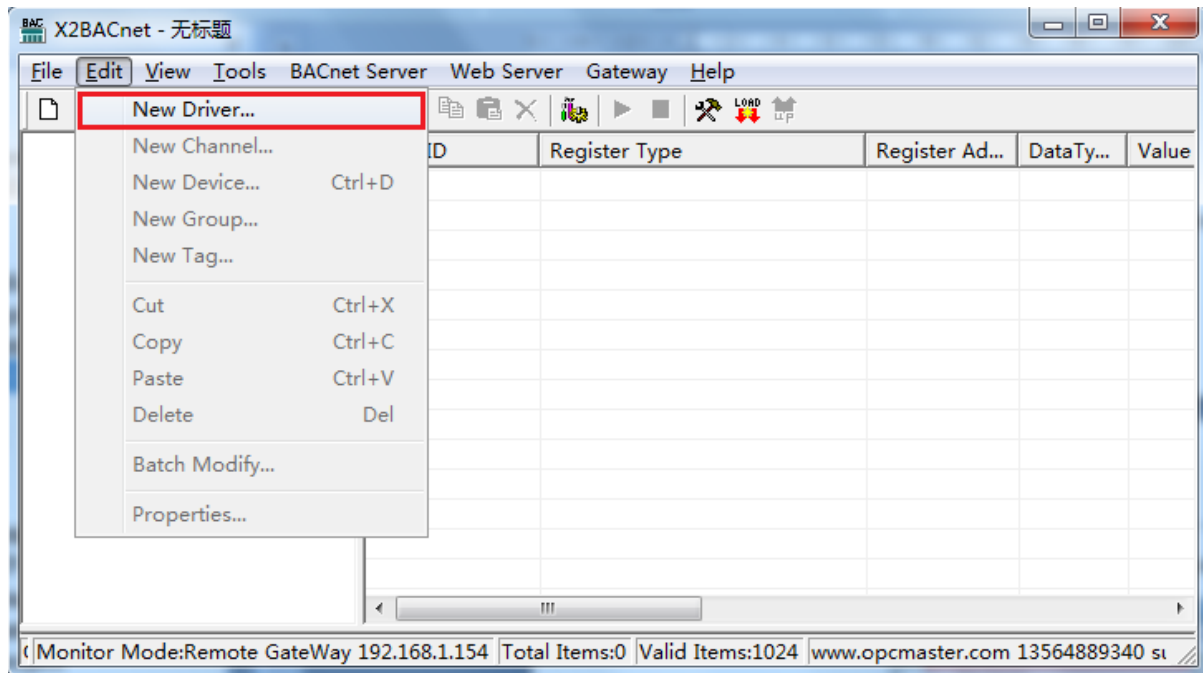 BAC X2BACnet - 无标题
File Edit View Tools BACnet Server Web Server Gateway Help
LOAD UP
New Driver...
New Channel...
New Device... Ctrl+D
New Group...
New Tag...
Cut Ctrl+X
Copy Ctrl+C
Paste Ctrl+V
Delete Del
Batch Modify...
Properties...
ID Register Type Register Ad... DataTy... Value
Monitor Mode:Remote GateWay 192.168.1.154 Total Items:0 Valid Items:1024 www.opcmaster.com 13564889340